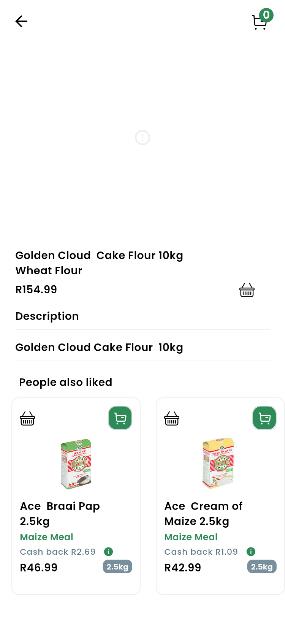 0
Golden Cloud Cake Flour 10kg
Wheat Flour
R154.99
Description
Golden Cloud Cake Flour 10kg
People also liked
Ace Braai Pap
2.5kg
Maize Meal
Cash back R2.69
R46.99
2.5kg
Ace Cream of
Maize 2.5kg
Maize Meal
Cash back R1.09
R42.99
2.5kg